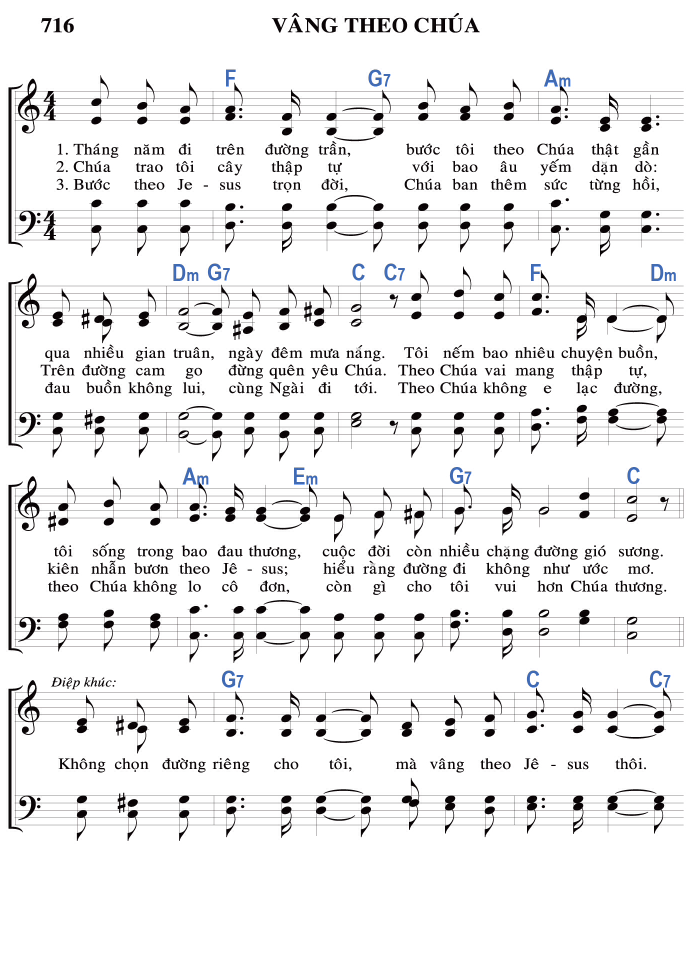 716 VÂNG THEO CHÚA
F G7 Am
1. Tháng năm đi trên đường trần, bước tôi theo Chúa thật gần
2. Chúa trao tôi cây thập tự với bao âu yếm dặn dò:
3. Bước theo Je - sus trọn đời, Chúa ban thêm sức từng hồi,
Dm G7 C C7 F Dm
qua nhiều gian truân, ngày đêm mưa nắng. Tôi nếm bao nhiêu chuyện buồn,
Trên đường cam go đừng quên yêu Chúa. Theo Chúa vai mang thập tự,
đau buồn không lui, cùng Ngài đi tới. Theo Chúa không e lạc đường,
Am Em G7 C
tôi sống trong bao đau thương, cuộc đời còn nhiều chặng đường gió sương.
kiên nhẫn bươn theo Jê - sus; hiểu rằng đường đi không như ước mơ.
theo Chúa không lo cô đơn, còn gì cho tôi vui hơn Chúa thương.
Điệp khúc: G7 C C7
Không chọn đường riêng cho tôi, mà vâng theo Jê - sus thôi.